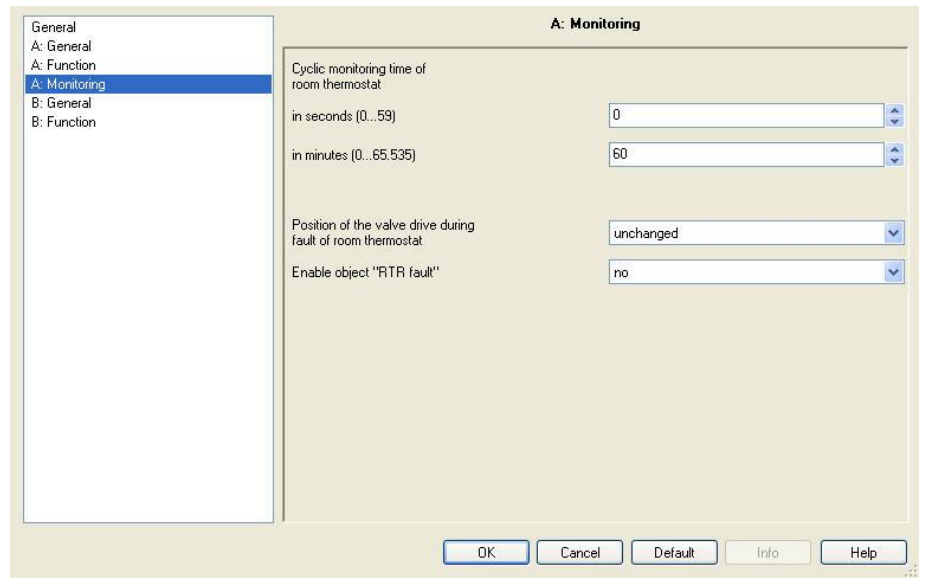 General
A: General
A: Function
A: Monitoring
B: General
B: Function
A: Monitoring
Cyclic monitoring time of
room thermostat
in seconds (0...59)
0
in minutes (0...65.535)
60
Position of the valve drive during
fault of room thermostat
unchanged
Enable object "RTR fault"
no
OK
Cancel
Default
Info
Help